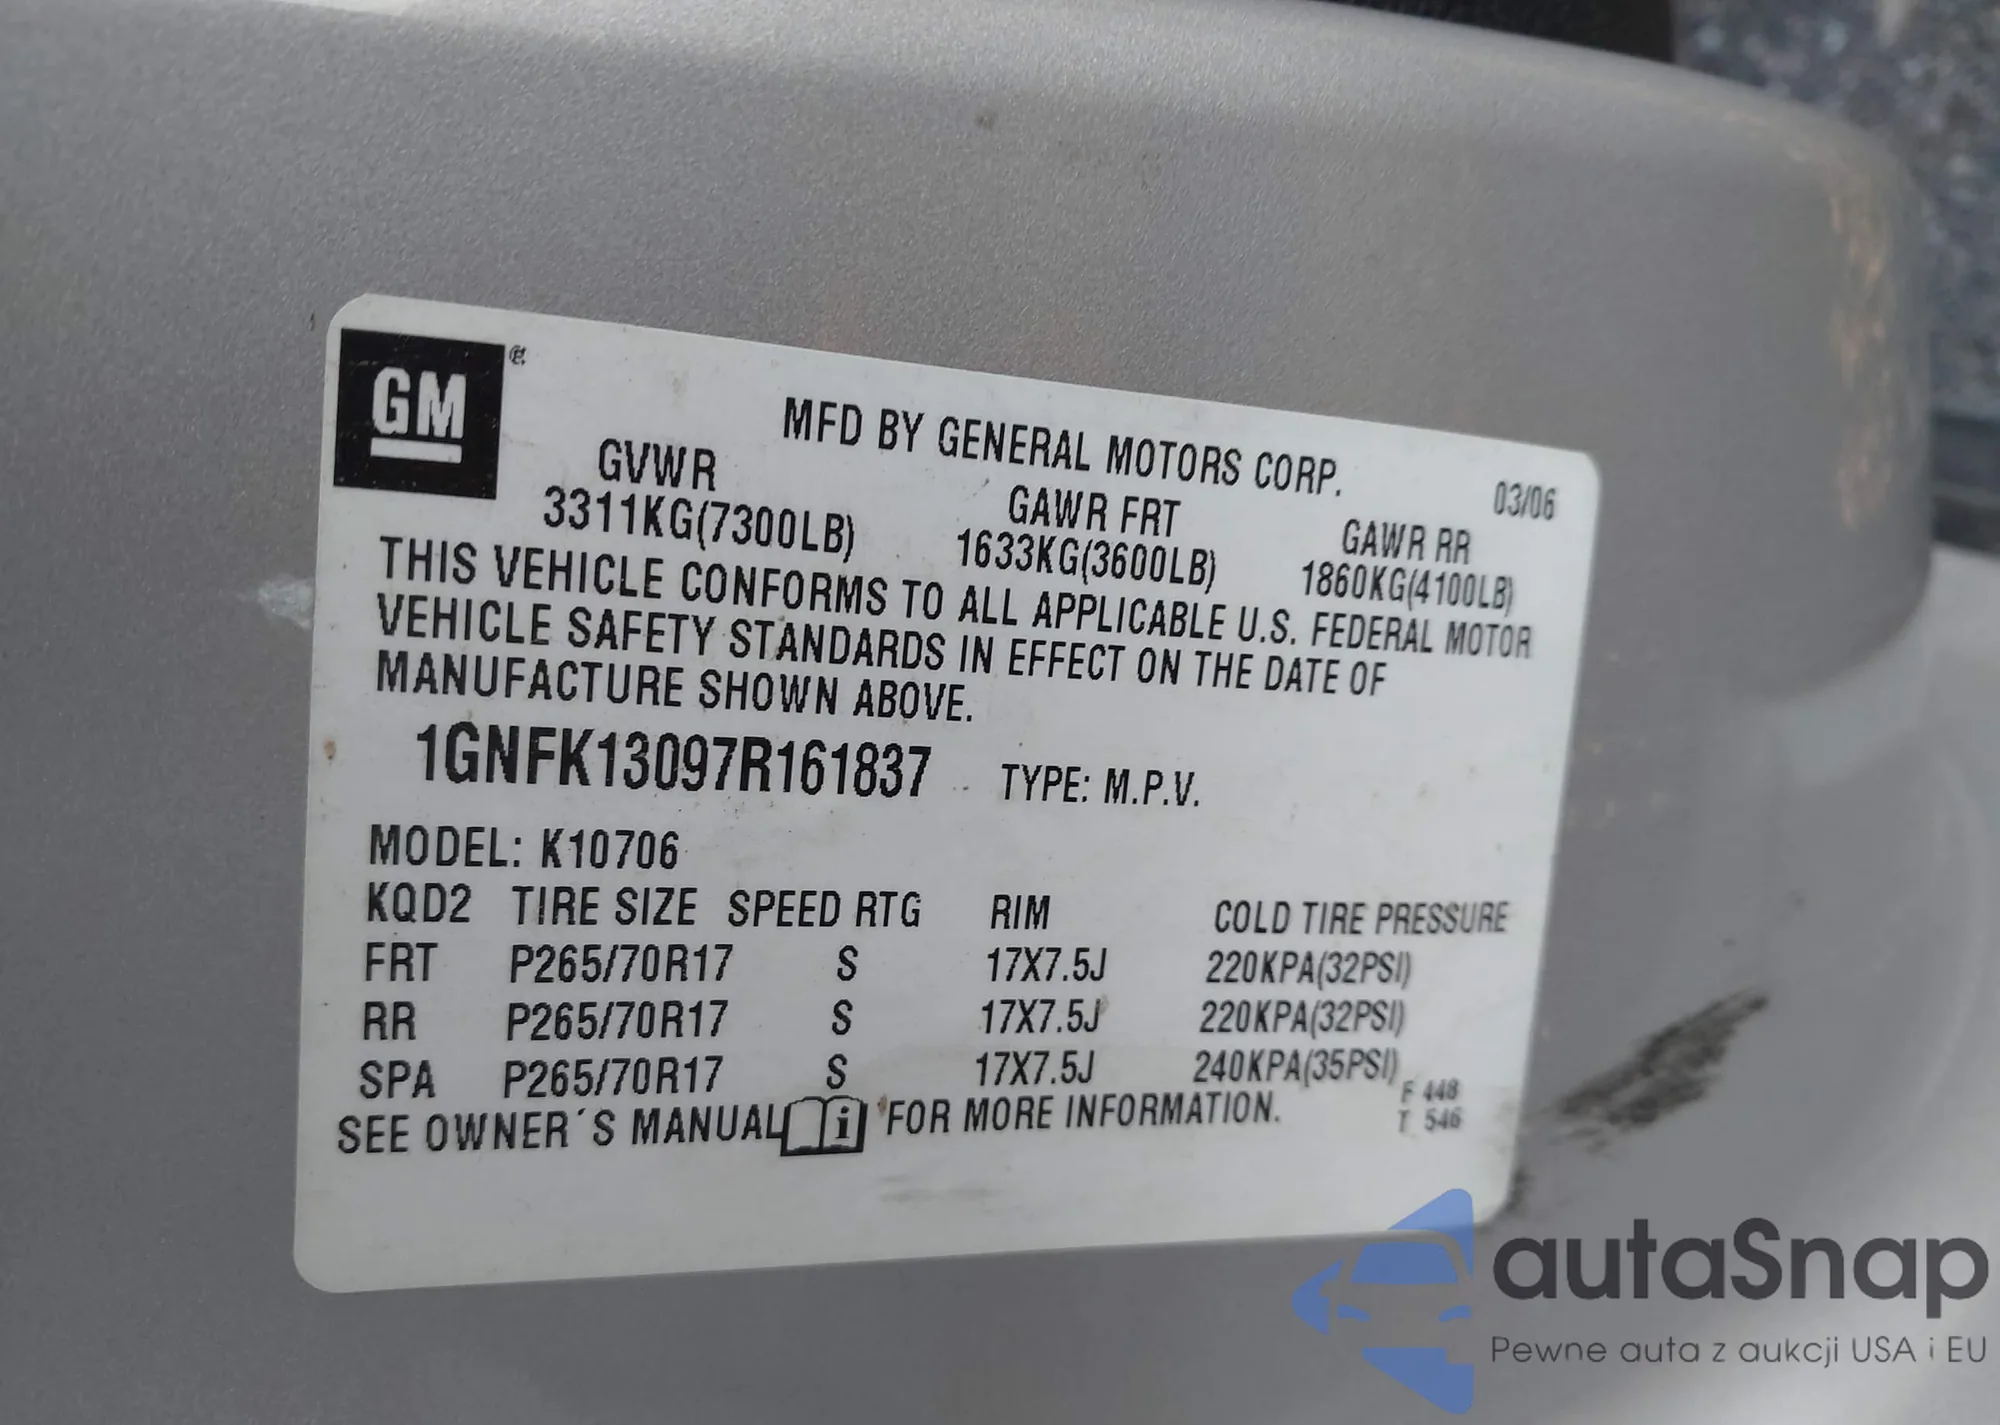 GM
MFD BY GENERAL MOTORS CORP.
03/06
GVWR GAWR FRT GAWR RR
3311KG(7300LB) 1633KG(3600LB) 1860KG(4100LB)
THIS VEHICLE CONFORMS TO ALL APPLICABLE U.S. FEDERAL MOTOR
VEHICLE SAFETY STANDARDS IN EFFECT ON THE DATE OF
MANUFACTURE SHOWN ABOVE.
1GNFK13097R161837 TYPE: M.P.V.
MODEL: K10706
KQD2 TIRE SIZE SPEED RTG RIM COLD TIRE PRESSURE
FRT P265/70R17 S 17X7.5J 220KPA(32PSI)
RR P265/70R17 S 17X7.5J 220KPA(32PSI)
SPA P265/70R17 S 17X7.5J 240KPA(35PSI)
SEE OWNER´S MANUAL i FOR MORE INFORMATION.
F 448
T 546
autaSnap
Pewne auta z aukcji USA i EU